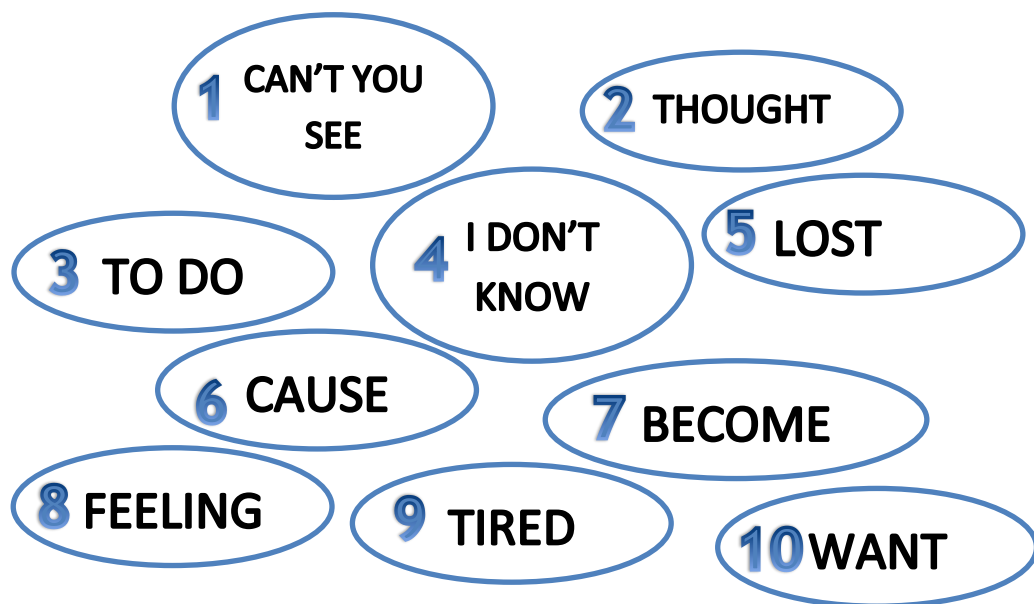 1 CAN'T YOU
SEE
2 THOUGHT
3 TO DO
4 I DON'T
KNOW
5 LOST
6 CAUSE
7 BECOME
8 FEELING
9 TIRED
10 WANT